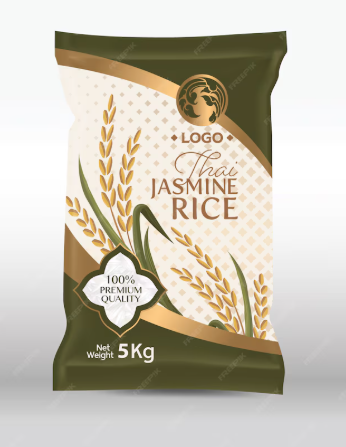 LOGO
Thai
JASMINE
RICE
100%
PREMIUM
QUALITY
Net
Weight 5Kg